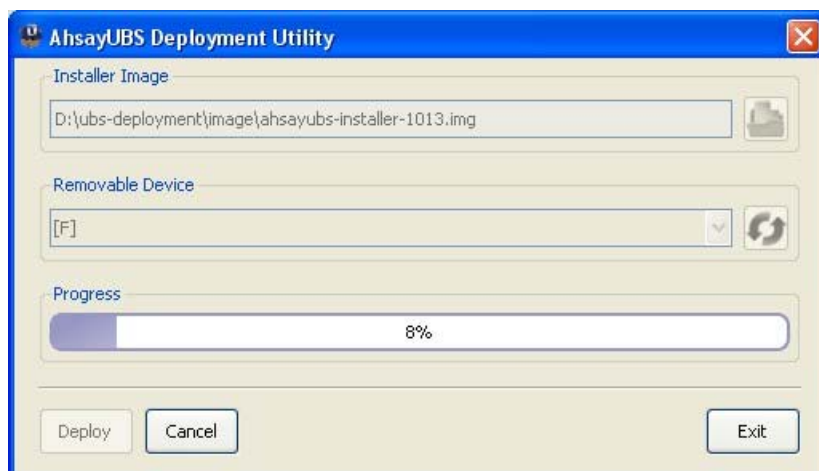 AhsayUBS Deployment Utility
Installer Image
D:\ubs-deployment\image\ahsayubs-installer-1013.img
Removable Device
[F]
Progress
8%
Deploy
Cancel
Exit